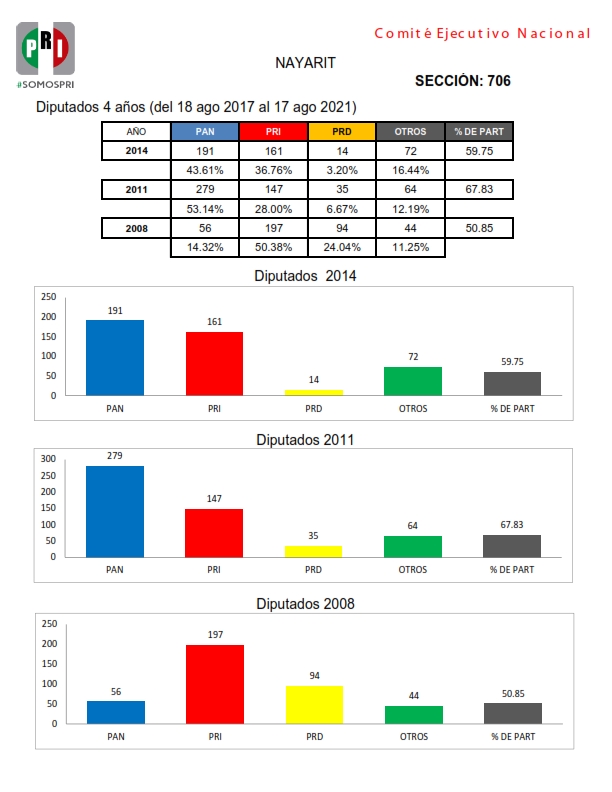 Comité Ejecutivo Nacional
PRI
#SOMOSPRI
NAYARIT
SECCIÓN: 706
Diputados 4 años (del 18 ago 2017 al 17 ago 2021)
AÑO PAN PRI PRD OTROS % DE PART
2014 191 161 14 72 59.75
43.61% 36.76% 3.20% 16.44%
2011 279 147 35 64 67.83
53.14% 28.00% 6.67% 12.19%
2008 56 197 94 44 50.85
14.32% 50.38% 24.04% 11.25%
Diputados 2014
250
200
150
100
50
0
191 161 14 72 59.75
PAN PRI PRD OTROS % DE PART
Diputados 2011
300
250
200
150
100
50
0
279 147 35 64 67.83
PAN PRI PRD OTROS % DE PART
Diputados 2008
250
200
150
100
50
0
56 197 94 44 50.85
PAN PRI PRD OTROS % DE PART